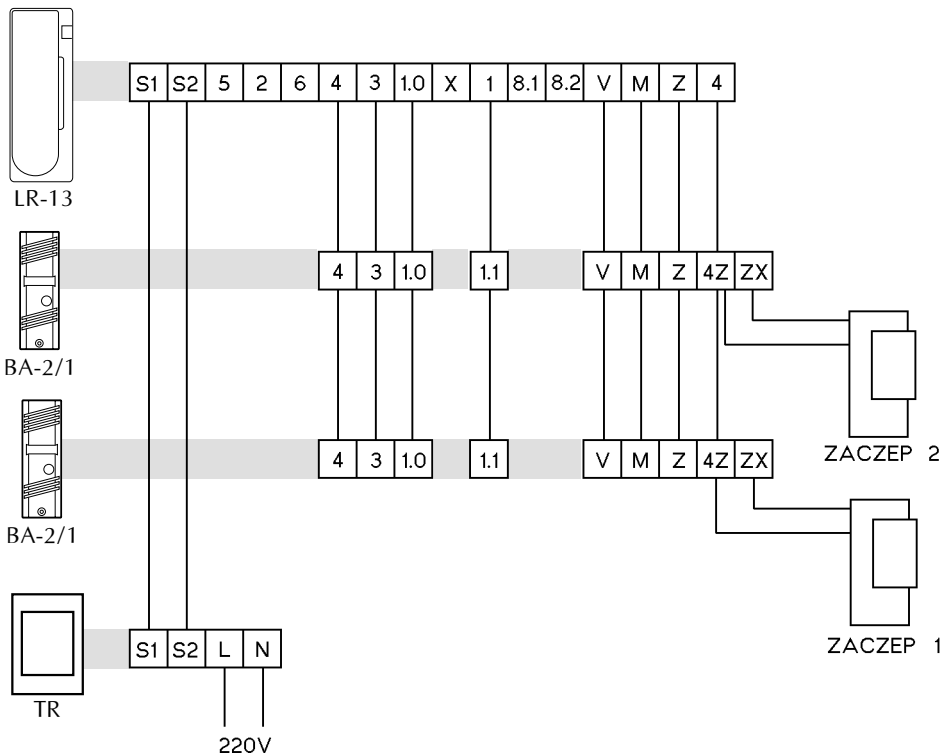 S1 S2 5 2 6 4 3 1.0 X 1 8.1 8.2 V M Z 4
LR-13
4 3 1.0 1.1 V M Z 4Z ZX
BA-2/1
ZACZEP 2
4 3 1.0 1.1 V M Z 4Z ZX
BA-2/1
ZACZEP 1
S1 S2 L N
TR
220V